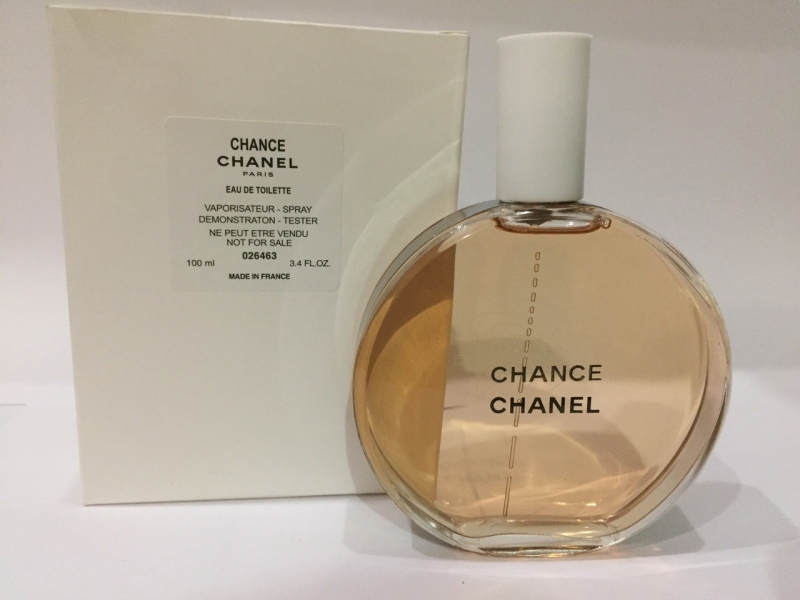 CHANCE
CHANEL
PARIS
EAU DE TOILETTE
VAPORISATEUR - SPRAY
DEMONSTRATON - TESTER
NE PEUT ETRE VENDU
NOT FOR SALE
026463
100 ml 3.4 FL.OZ.
MADE IN FRANCE
CHANCE
CHANEL